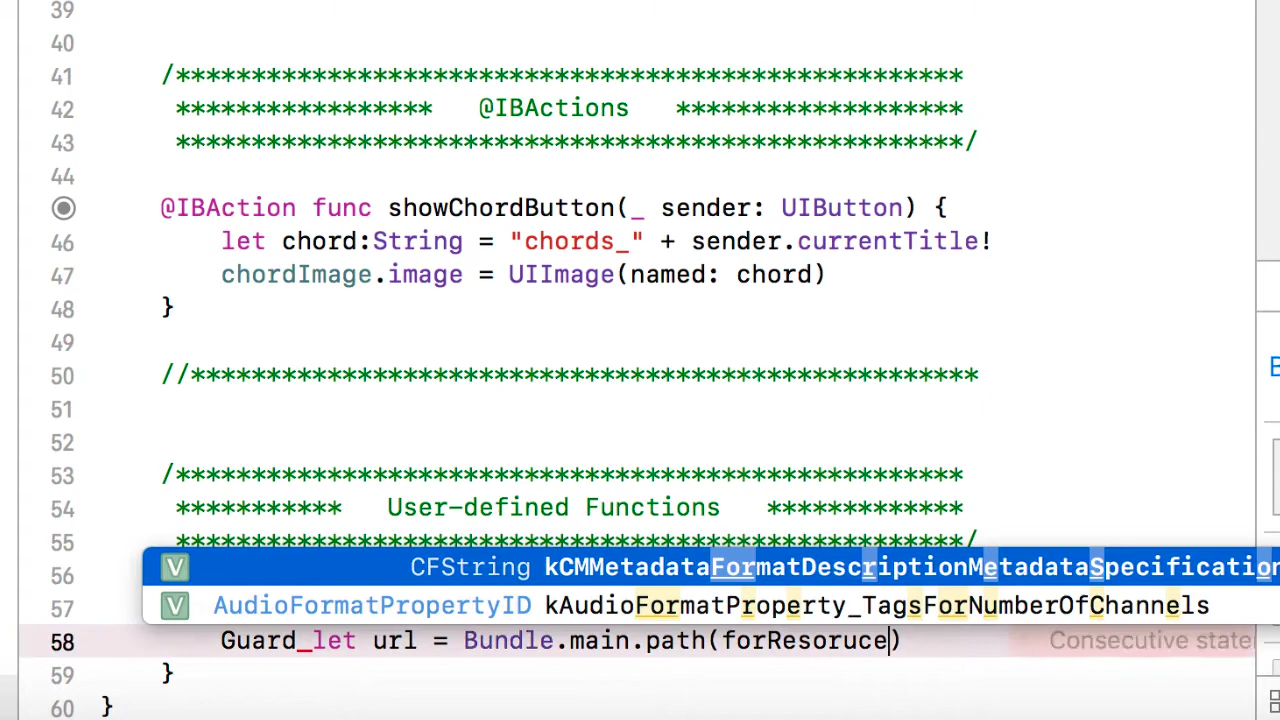 39
40
41 /****************************************************
42 ***************** @IBActions *******************
43 ****************************************************/
44
@IBAction func showChordButton(_ sender: UIButton) {
46 let chord:String = "chords_" + sender.currentTitle!
47 chordImage.image = UIImage(named: chord)
48 }
49
50 //****************************************************
51
52
53 /****************************************************
54 *********** User-defined Functions *************
55 ****************************************************/
56 V CFString kCMMetadataFormatDescriptionMetadataSpecification
57 V AudioFormatPropertyID kAudioFormatProperty_TagsForNumberOfChannels
58 Guard let url = Bundle.main.path(forResoruce) Consecutive state
59 }
60 }